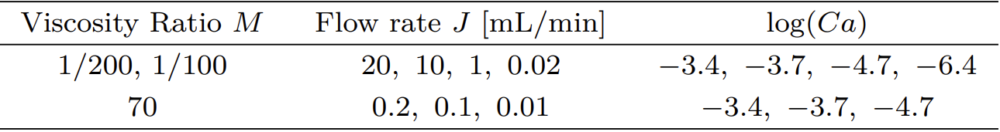 Viscosity Ratio M Flow rate J [mL/min] log(Ca)
1/200, 1/100 20, 10, 1, 0.02 −3.4, −3.7, −4.7, −6.4
70 0.2, 0.1, 0.01 −3.4, −3.7, −4.7